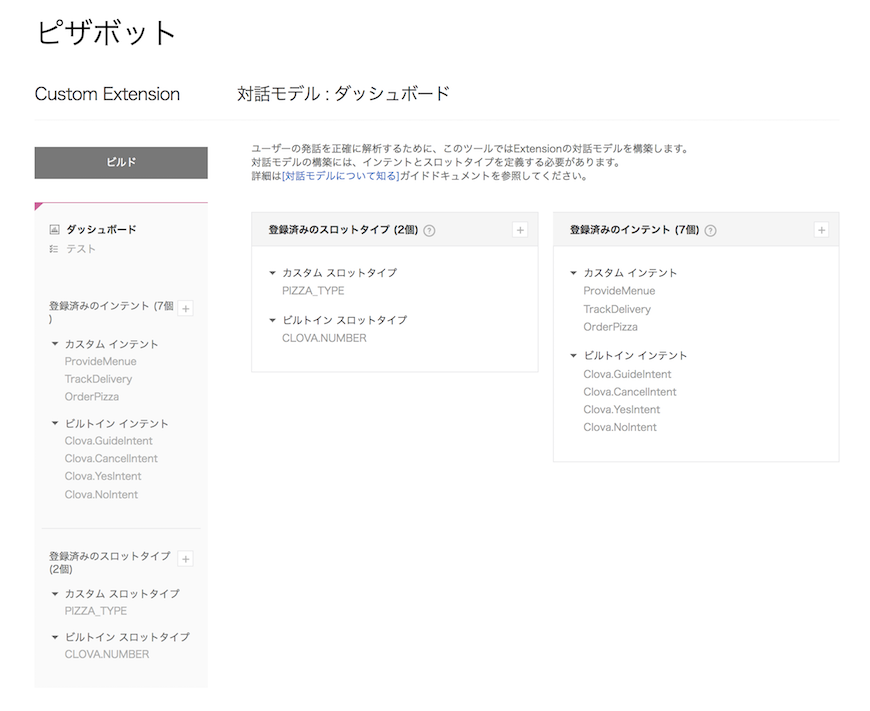 ピザボット
Custom Extension
対話モデル : ダッシュボード
ビルド
ダッシュボード
テスト
登録済みのインテント (7個
)
カスタム インテント
ProvideMenue
TrackDelivery
OrderPizza
ビルトイン インテント
Clova.GuideIntent
Clova.CancelIntent
Clova.YesIntent
Clova.NoIntent
登録済みのスロットタイプ
(2個)
カスタム スロットタイプ
PIZZA_TYPE
ビルトイン スロットタイプ
CLOVA.NUMBER
ユーザーの発話を正確に解析するために、このツールではExtensionの対話モデルを構築します。
対話モデルの構築には、インテントとスロットタイプを定義する必要があります。
詳細は[対話モデルについて知る]ガイドドキュメントを参照してください。
登録済みのスロットタイプ (2個) ? +
カスタム スロットタイプ
PIZZA_TYPE
ビルトイン スロットタイプ
CLOVA.NUMBER
登録済みのインテント (7個) ? +
カスタム インテント
ProvideMenue
TrackDelivery
OrderPizza
ビルトイン インテント
Clova.GuideIntent
Clova.CancelIntent
Clova.YesIntent
Clova.NoIntent